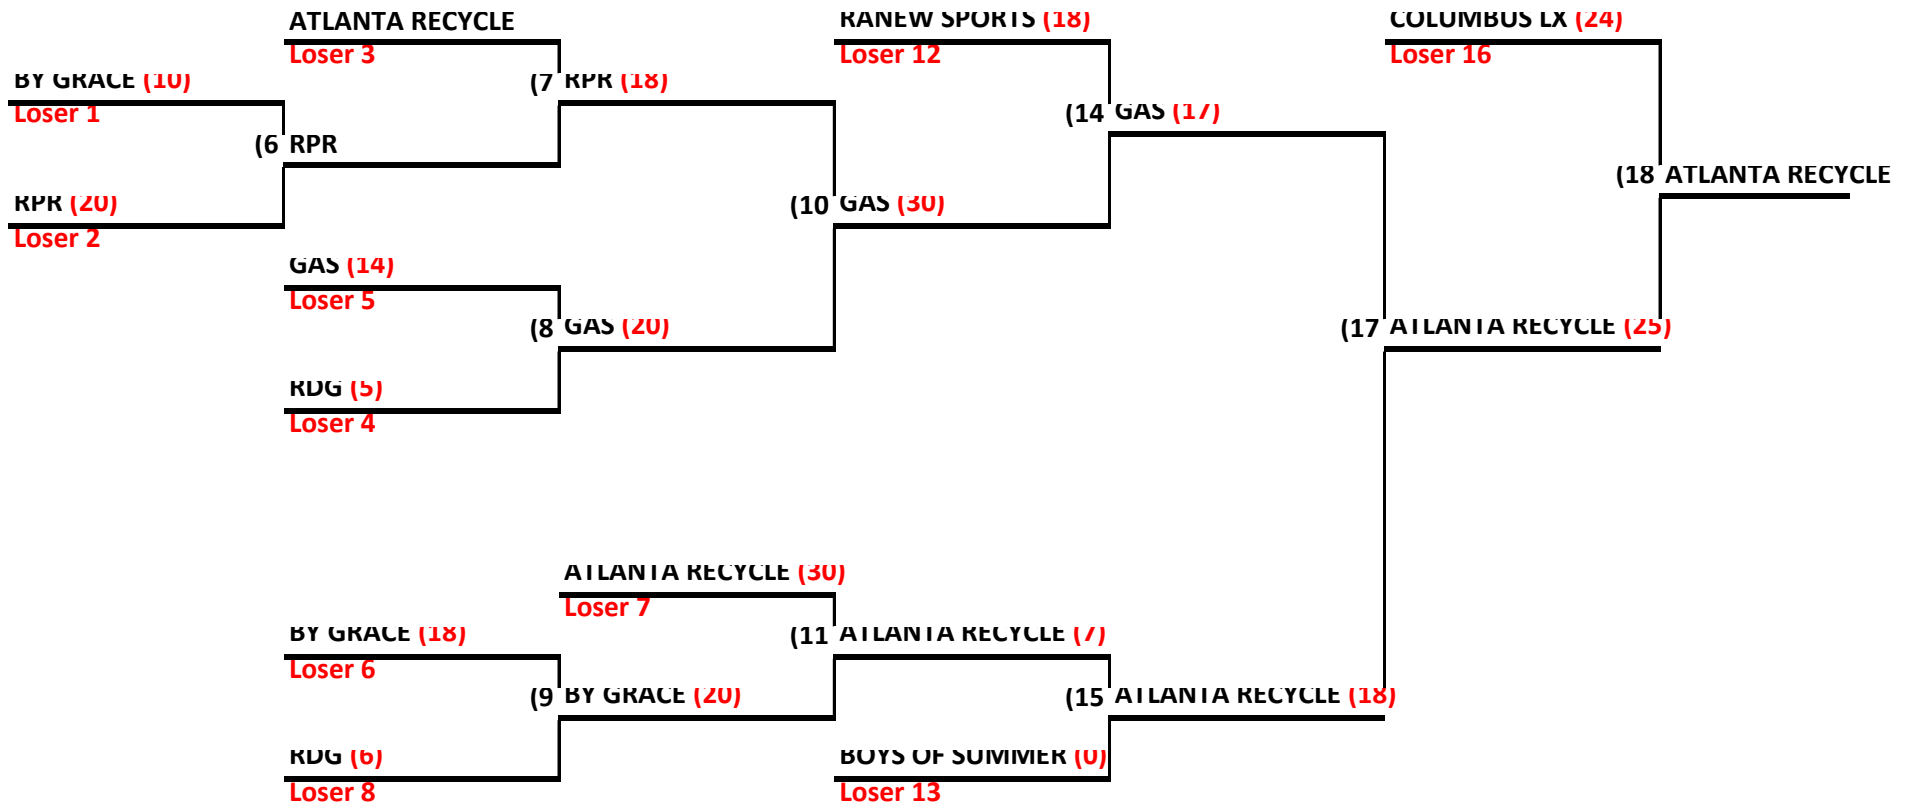 ATLANTA RECYCLE
RANEW SPORTS (18)
COLUMBUS LX (24)
Loser 3
Loser 12
Loser 16
BY GRACE (10)
(7 RPR (18)
Loser 1
(14 GAS (17)
(6 RPR
(18 ATLANTA RECYCLE
RPR (20)
(10 GAS (30)
Loser 2
GAS (14)
Loser 5
(8 GAS (20)
(17 ATLANTA RECYCLE (25)
RDG (5)
Loser 4
ATLANTA RECYCLE (30)
Loser 7
BY GRACE (18)
(11 ATLANTA RECYCLE (7)
Loser 6
(9 BY GRACE (20)
(15 ATLANTA RECYCLE (18)
RDG (6)
BOYS OF SUMMER (0)
Loser 8
Loser 13